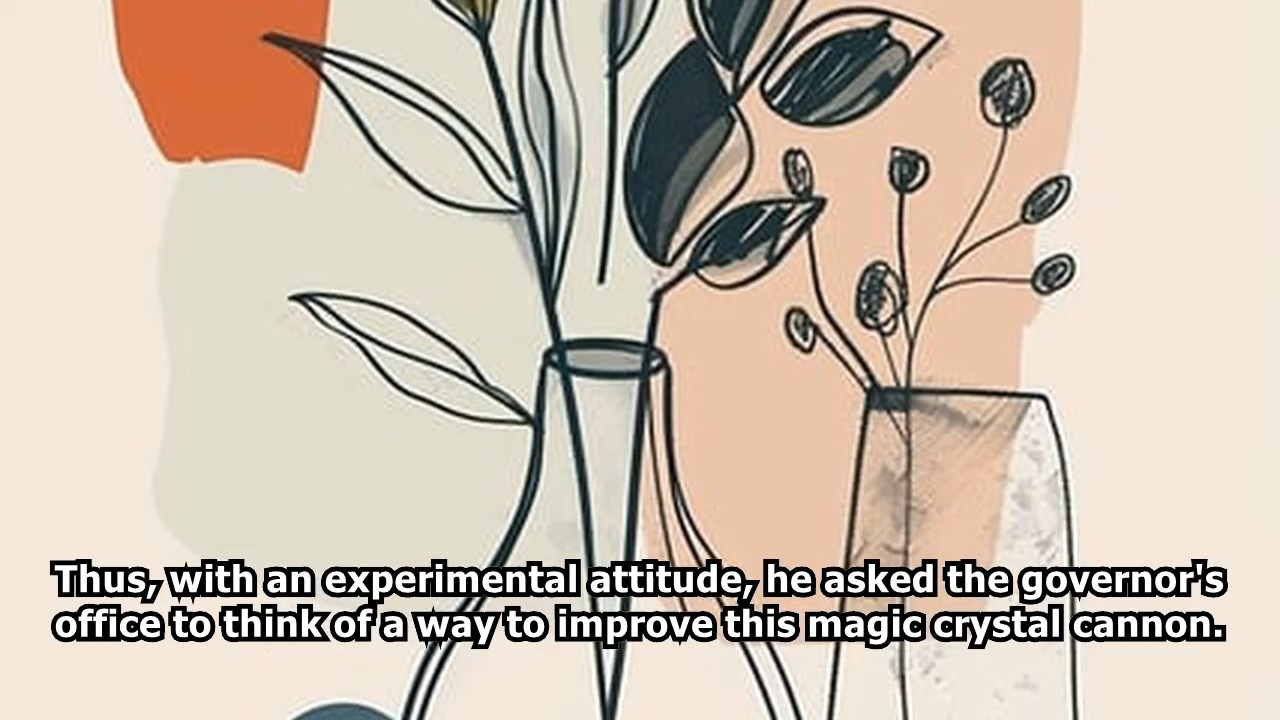 Thus, with an experimental attitude, he asked the governor's
office to think of a way to improve this magic crystal cannon.